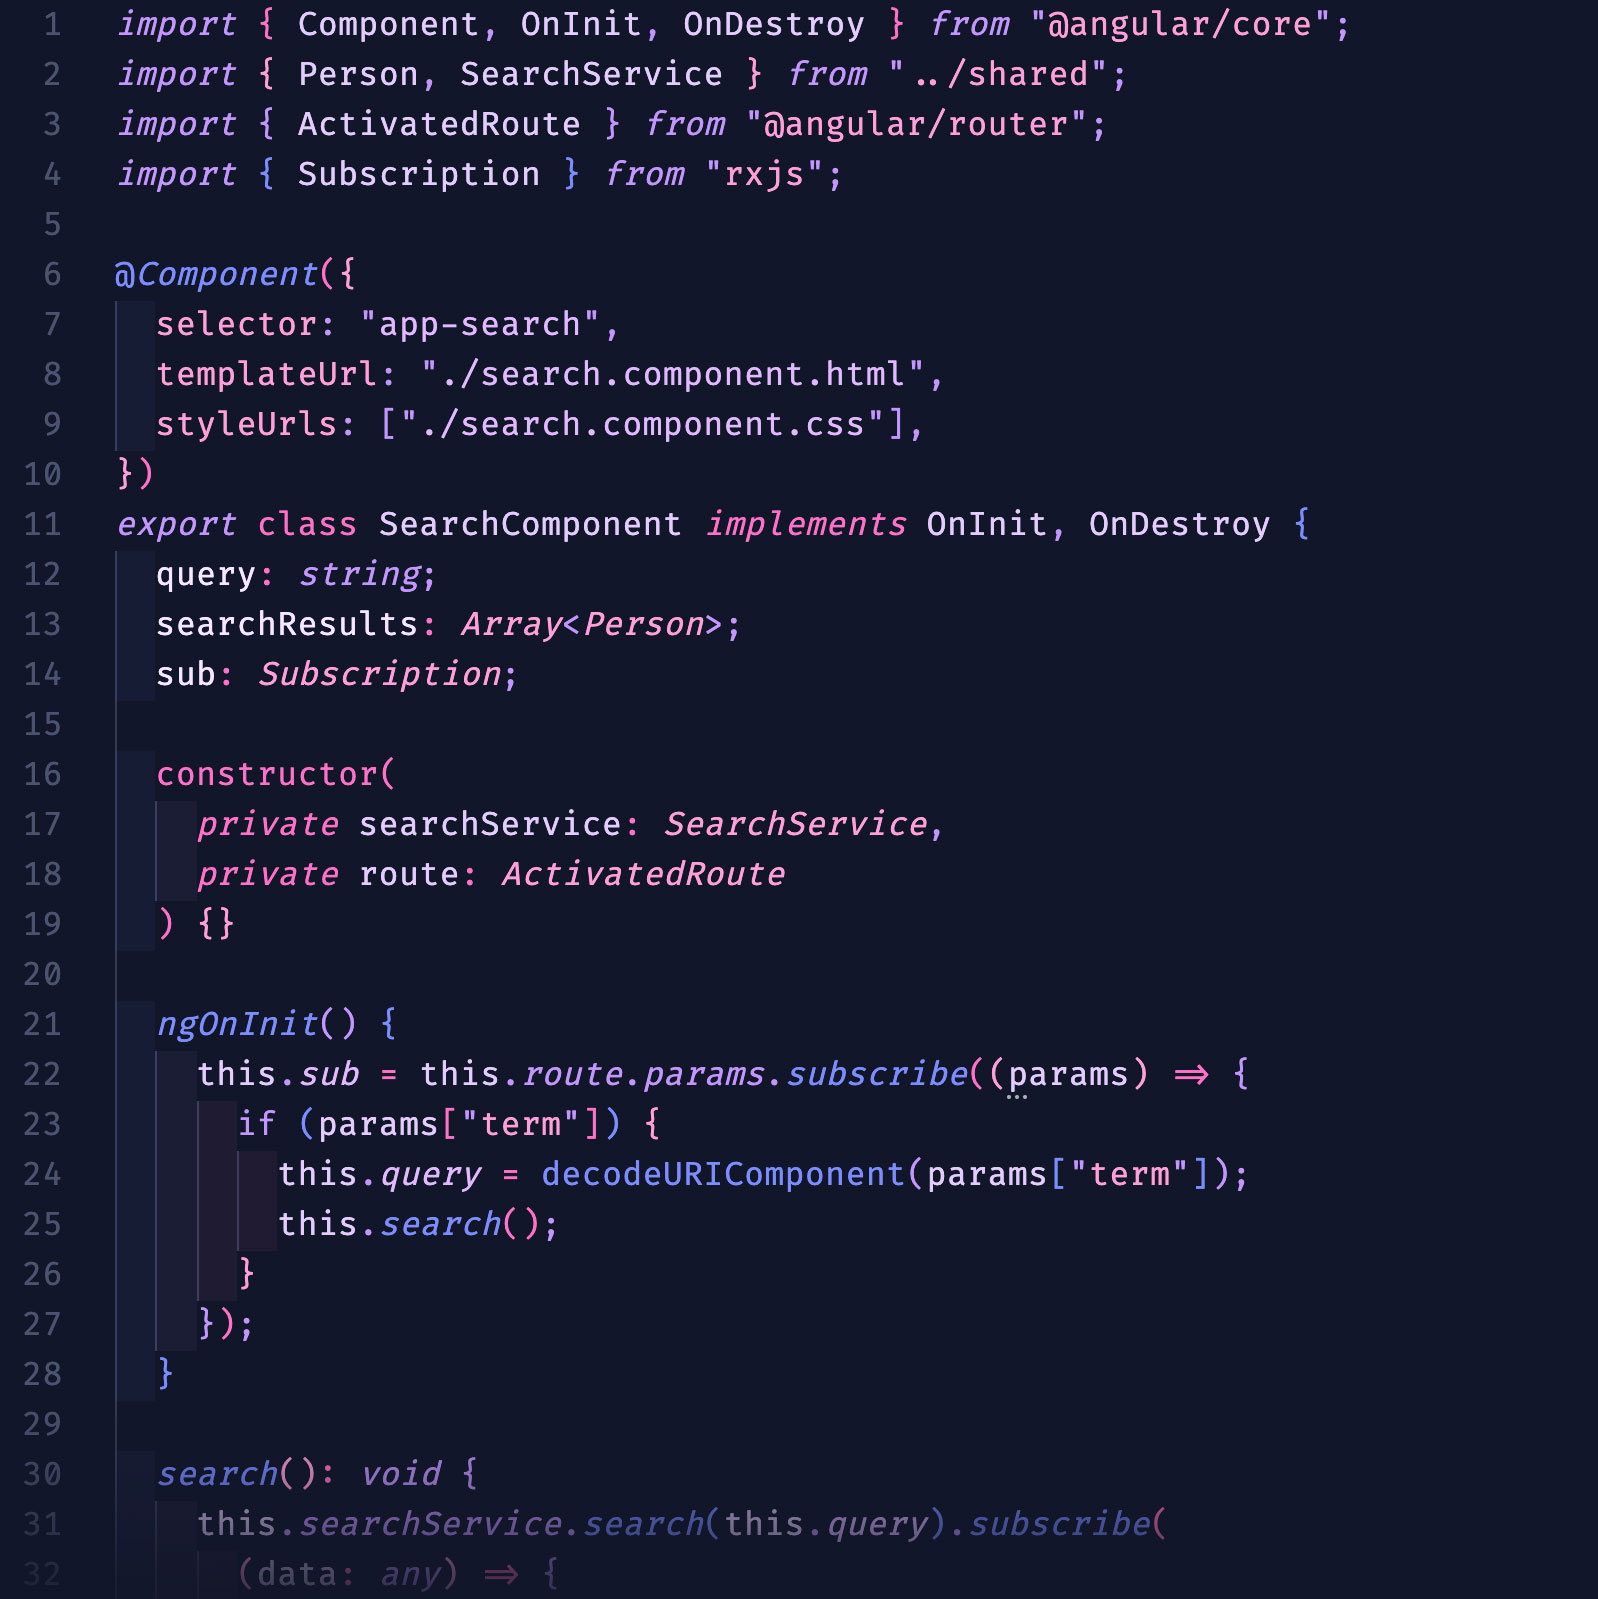 1 import { Component, OnInit, OnDestroy } from "@angular/core";
2 import { Person, SearchService } from "../shared";
3 import { ActivatedRoute } from "@angular/router";
4 import { Subscription } from "rxjs";
5
6 @Component({
7 selector: "app-search",
8 templateUrl: "./search.component.html",
9 styleUrls: ["./search.component.css"],
10 })
11 export class SearchComponent implements OnInit, OnDestroy {
12 query: string;
13 searchResults: Array<Person>;
14 sub: Subscription;
15
16 constructor(
17 private searchService: SearchService,
18 private route: ActivatedRoute
19 ) {}
20
21 ngOnInit() {
22 this.sub = this.route.params.subscribe((params) => {
23 if (params["term"]) {
24 this.query = decodeURIComponent(params["term"]);
25 this.search();
26 }
27 });
28 }
29
30 search(): void {
31 this.searchService.search(this.query).subscribe(
32 (data: any) => {